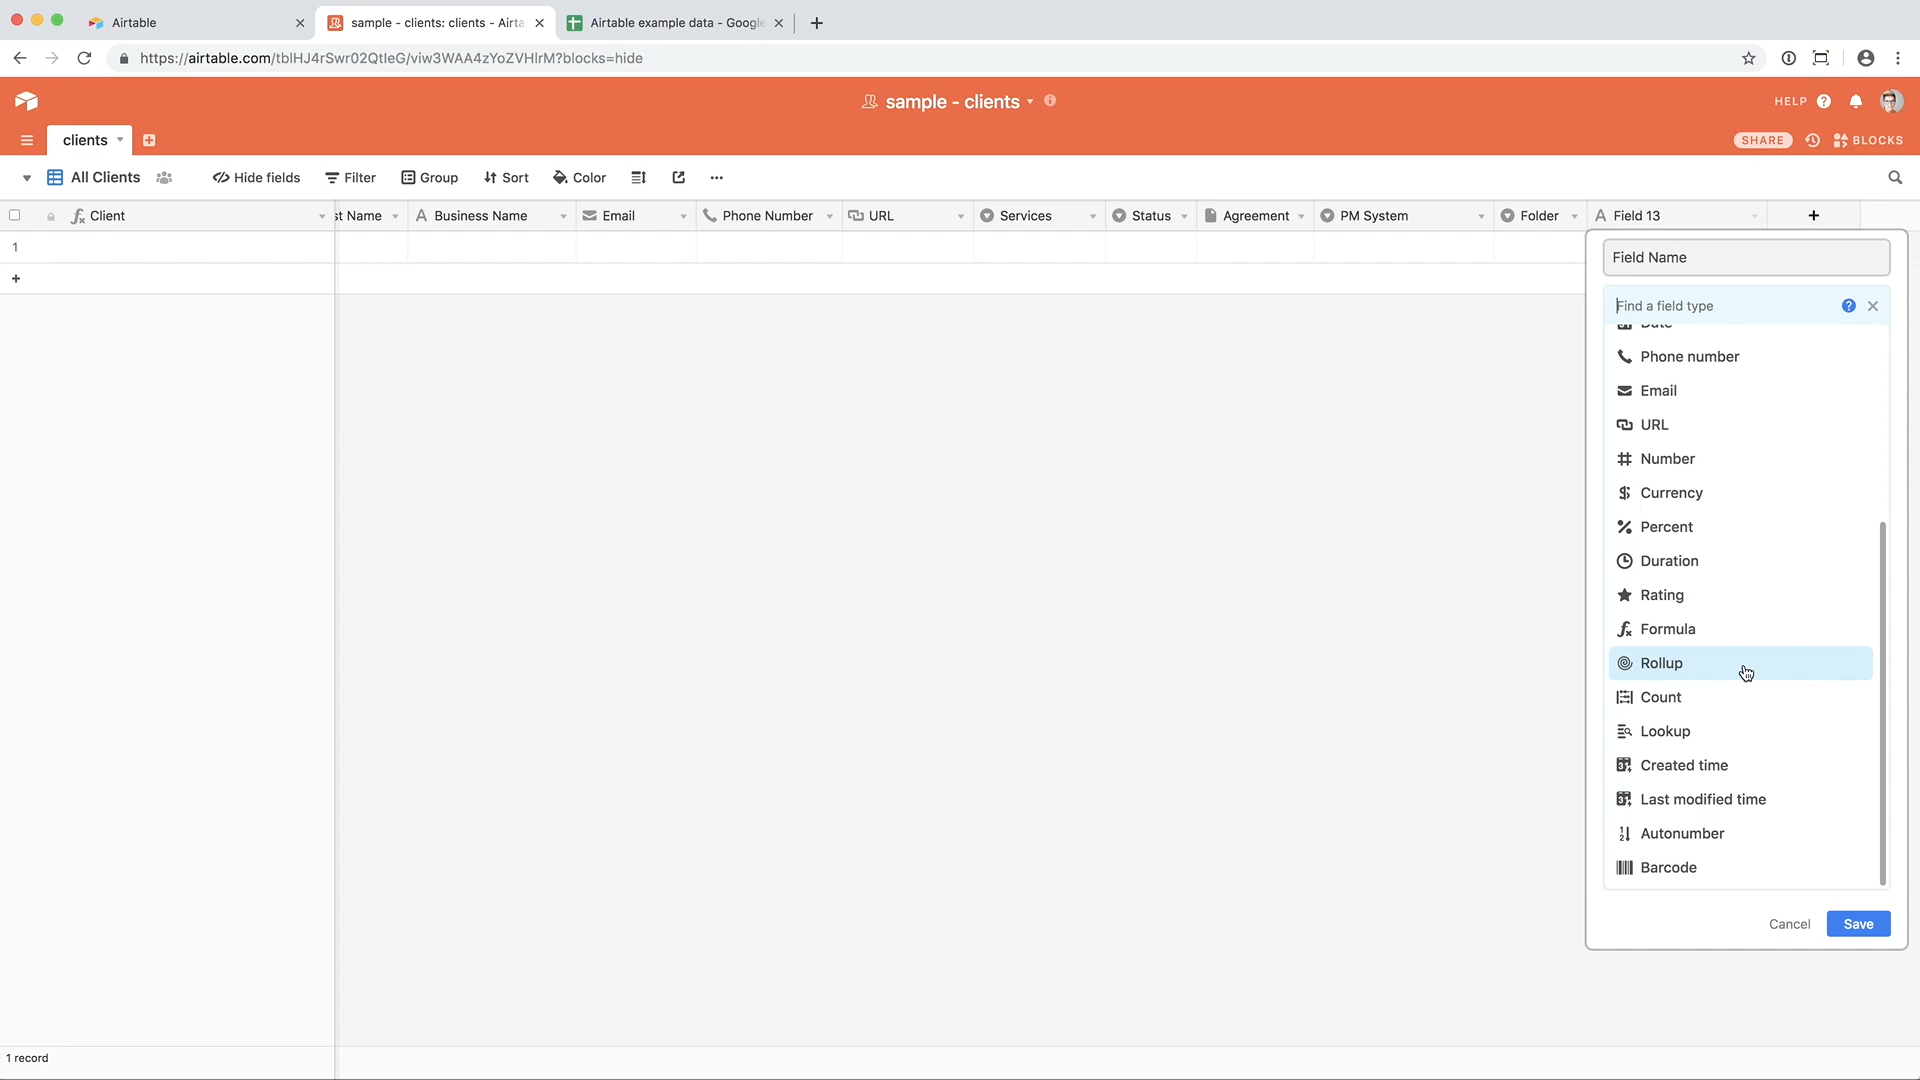 Airtable
sample - clients: clients - Airta
Airtable example data - Google
https://airtable.com/tblHJ4rSwr02QtIeG/viw3WAA4zYoZVHlrM?blocks=hide
sample - clients
HELP
clients
SHARE
BLOCKS
All Clients
Hide fields
Filter
Group
Sort
Color
Client
st Name
Business Name
Email
Phone Number
URL
Services
Status
Agreement
PM System
Folder
Field 13
1
Field Name
Find a field type
Date
Phone number
Email
URL
Number
Currency
Percent
Duration
Rating
Formula
Rollup
Count
Lookup
Created time
Last modified time
Autonumber
Barcode
Cancel
Save
1 record